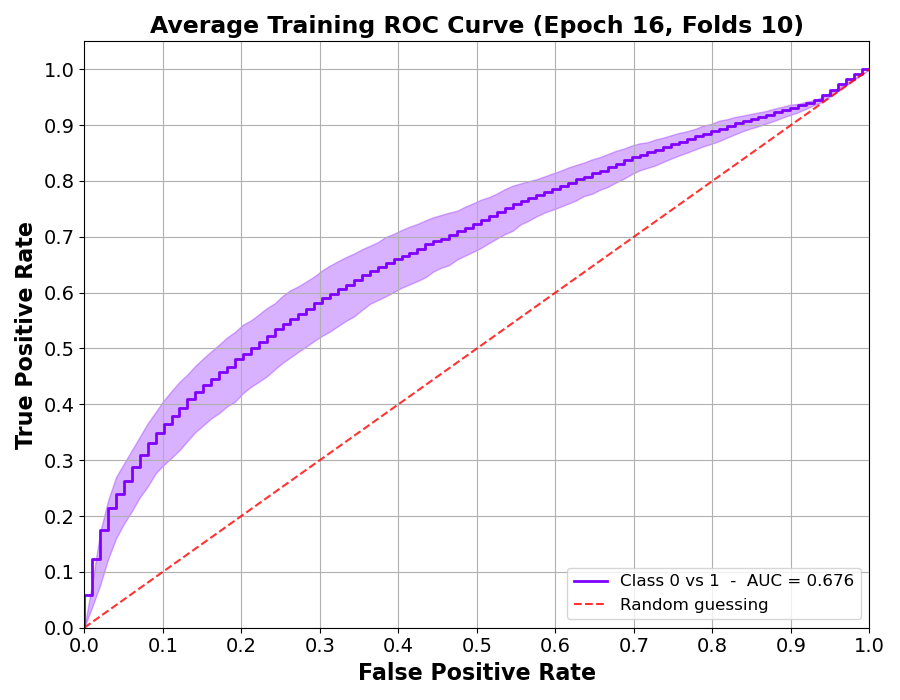 Average Training ROC Curve (Epoch 16, Folds 10)
True Positive Rate
1.0
0.9
0.8
0.7
0.6
0.5
0.4
0.3
0.2
0.1
0.0
0.0 0.1 0.2 0.3 0.4 0.5 0.6 0.7 0.8 0.9 1.0
False Positive Rate
Class 0 vs 1 - AUC = 0.676
Random guessing